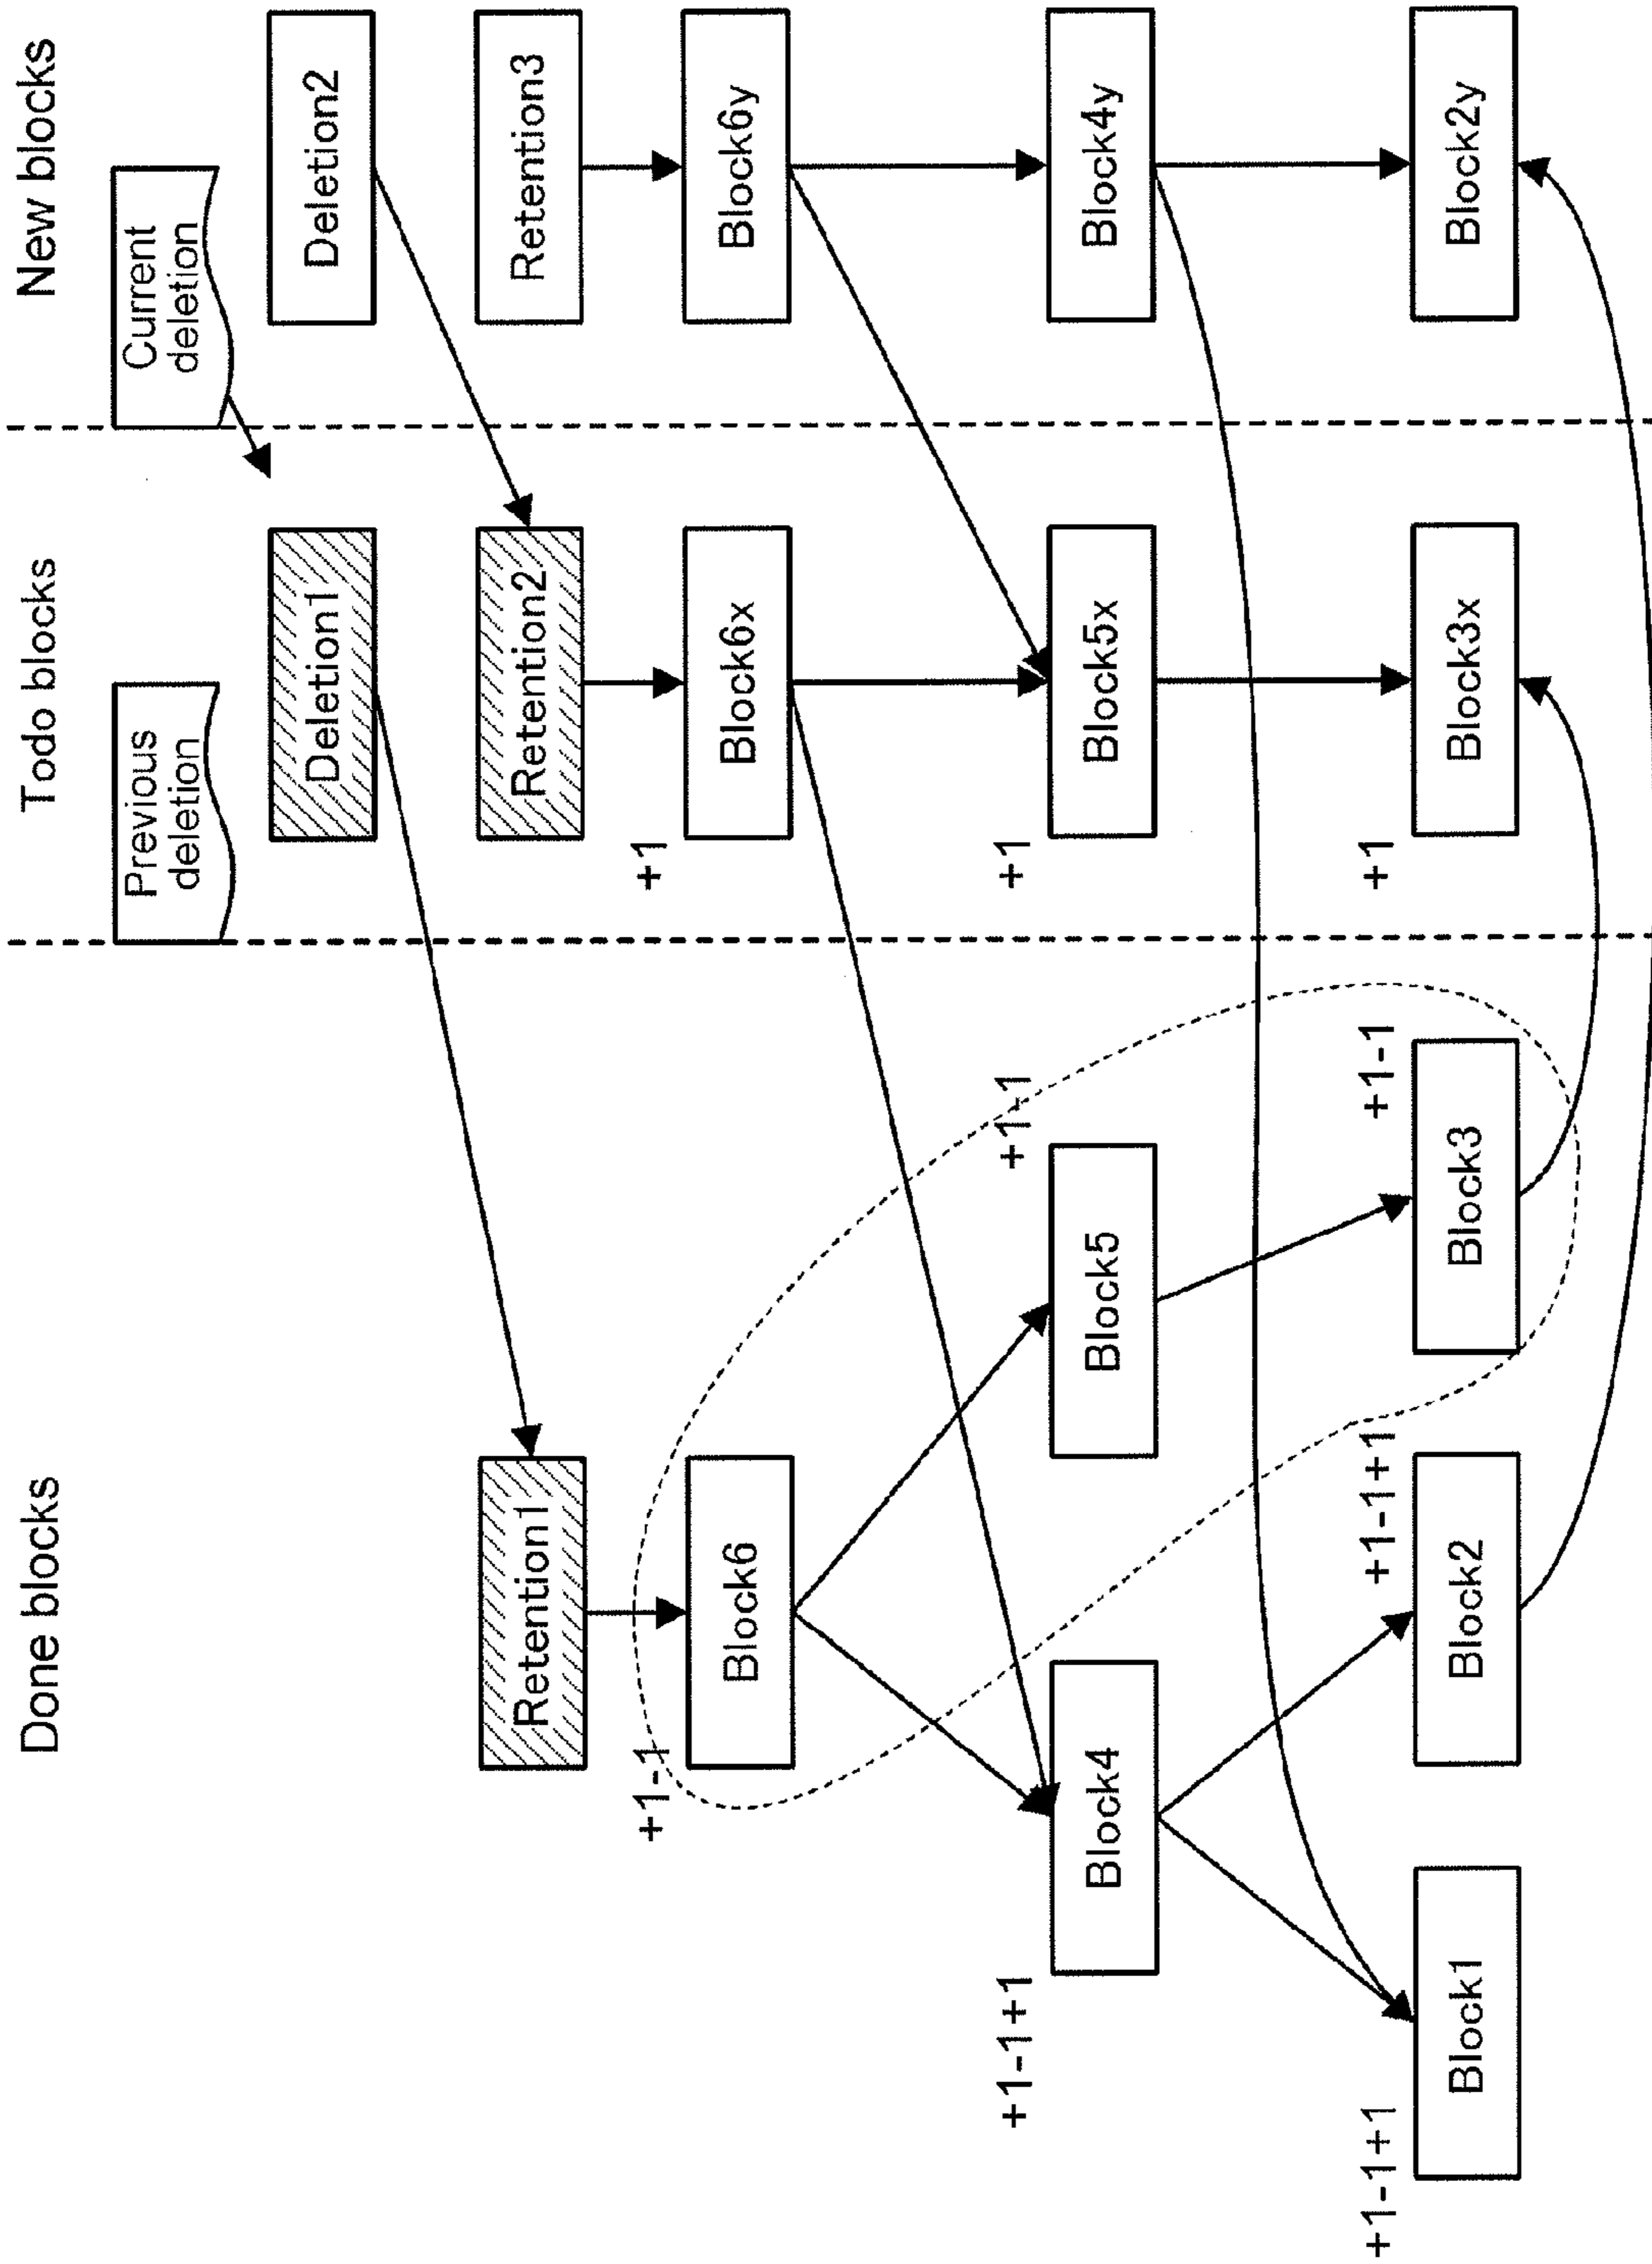 Done blocks
Todo blocks
New blocks
Previous
deletion
Current
deletion
Deletion1
Deletion2
Retention1
Retention2
Retention3
+1-1
+1
Block6
Block6x
Block6y
+1-1+1
+1-1
+1
Block4
Block5
Block5x
Block4y
+1-1+1
+1-1+1
+1-1
+1
Block1
Block2
Block3
Block3x
Block2y